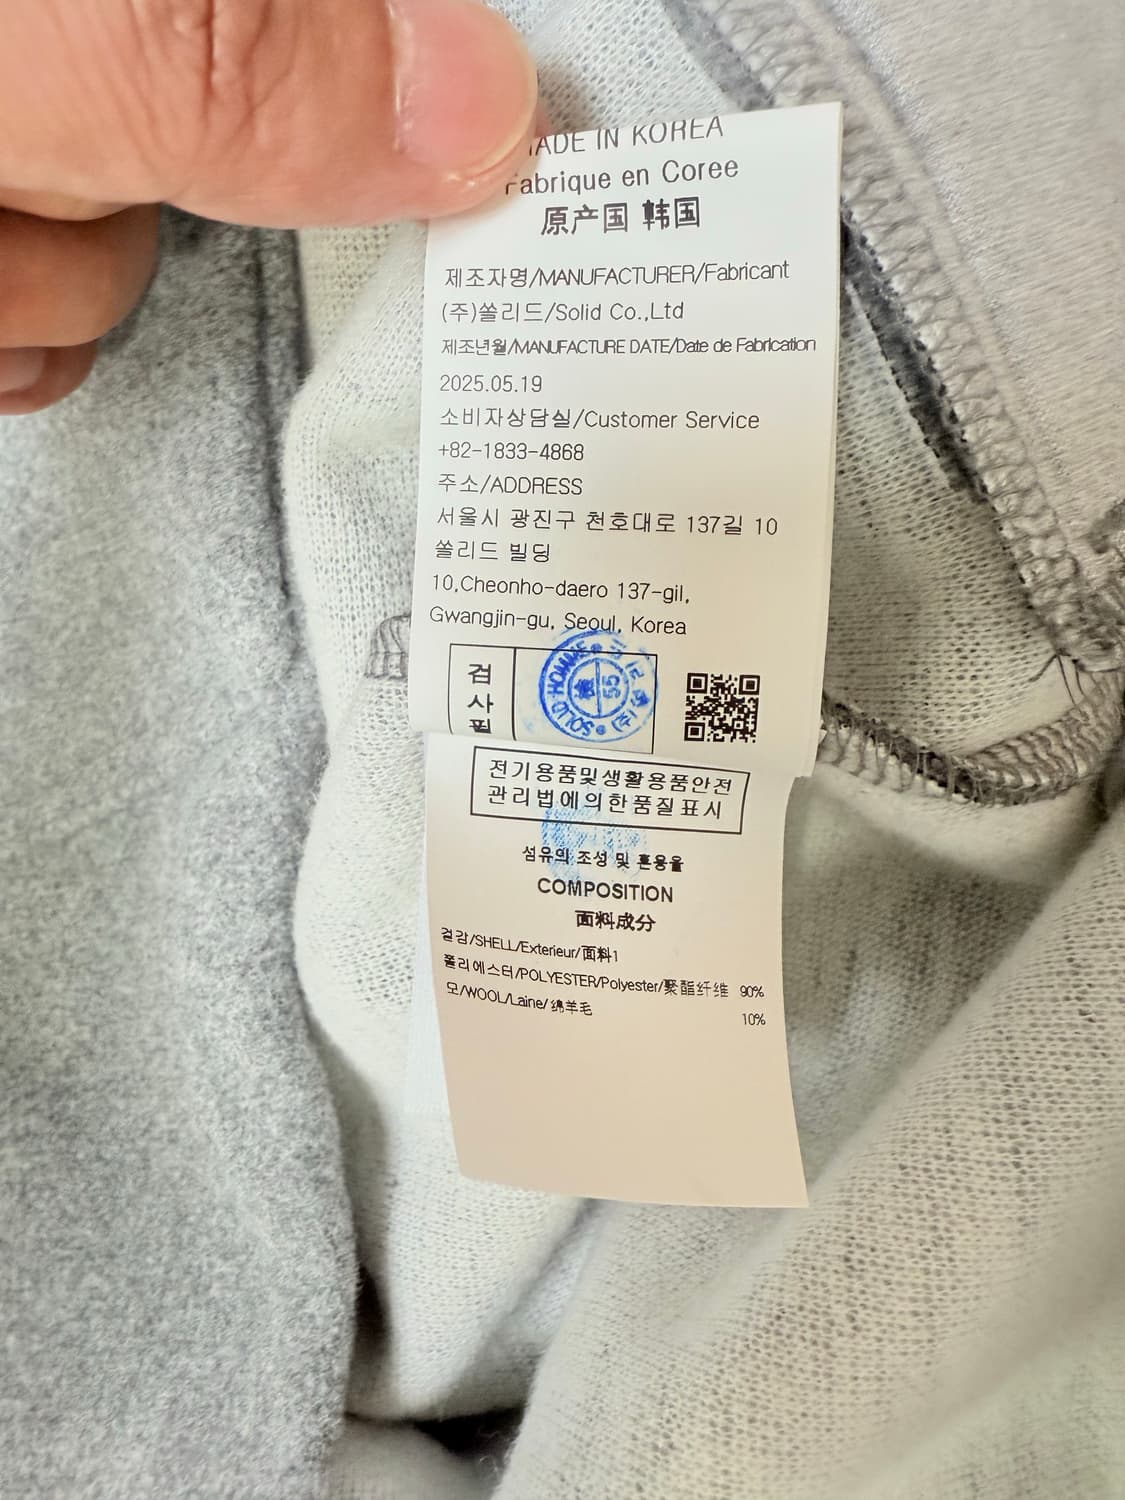 MADE IN KOREA
Fabrique en Coree
原产国 韩国
제조자명/MANUFACTURER/Fabricant
(주)쏠리드/Solid Co.,Ltd
제조년월/MANUFACTURE DATE/Date de Fabrication
2025.05.19
소비자상담실/Customer Service
+82-1833-4868
주소/ADDRESS
서울시 광진구 천호대로 137길 10
쏠리드 빌딩
10,Cheonho-daero 137-gil,
Gwangjin-gu, Seoul, Korea
검
사
필
SOLID HOMME
55
전기용품및생활용품안전
관리법에의한품질표시
섬유의 조성 및 혼용율
COMPOSITION
面料成分
겉감/SHELL/Exterieur/面料1
폴리에스터/POLYESTER/Polyester/聚酯纤维 90%
모/WOOL/Laine/绵羊毛 10%